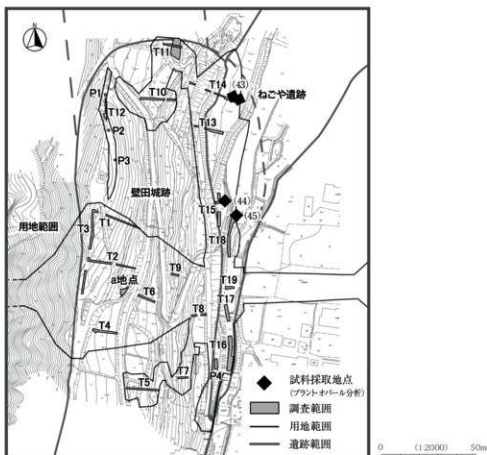 N
T11
P1
T10
T14
(43)
ねごや遺跡
T12
P2
T13
P3
壁田城跡
(44)
T15
(45)
用地範囲
T1
T3
T18
T2
T9
T19
a地点
T6
T17
T8
T4
T16
T7
T5
P4
試料採取地点
(プラント・オパール分析)
調査範囲
用地範囲
遺跡範囲
0 (1:2000) 50m